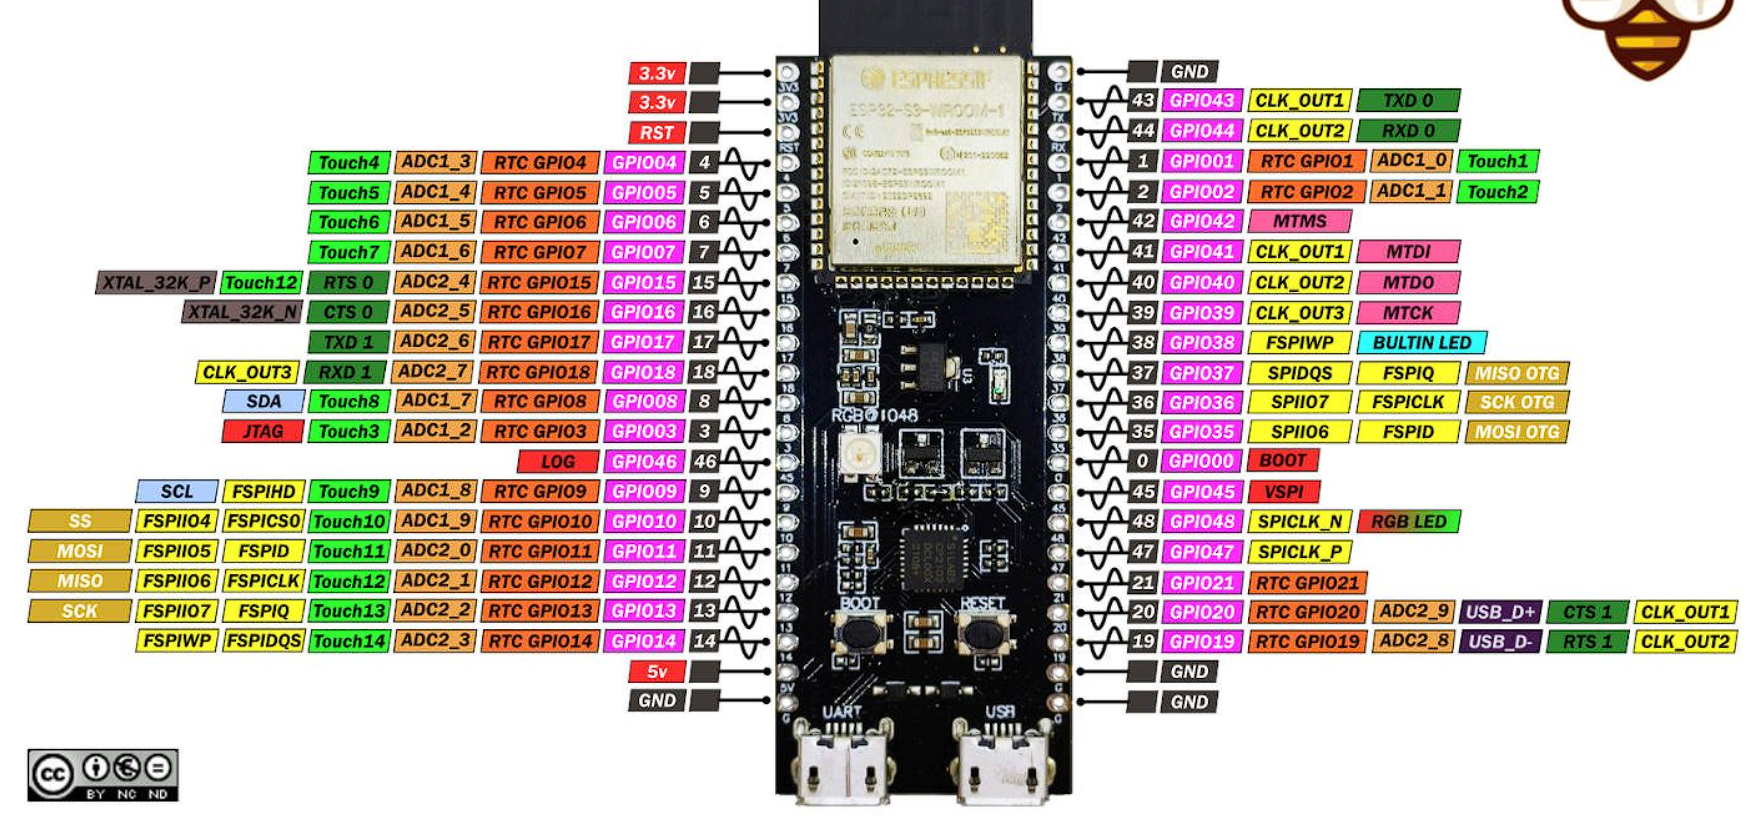 3.3v GND
3.3v 43 GPIO43 CLK_OUT1 TXD 0
RST 44 GPIO44 CLK_OUT2 RXD 0
Touch4 ADC1_3 RTC GPIO4 GPIO04 4 1 GPIO01 RTC GPIO1 ADC1_0 Touch1
Touch5 ADC1_4 RTC GPIO5 GPIO05 5 2 GPIO02 RTC GPIO2 ADC1_1 Touch2
Touch6 ADC1_5 RTC GPIO6 GPIO06 6 42 GPIO42 MTMS
Touch7 ADC1_6 RTC GPIO7 GPIO07 7 41 GPIO41 CLK_OUT1 MTDI
XTAL_32K_P Touch12 RTS 0 ADC2_4 RTC GPIO15 GPIO15 15 40 GPIO40 CLK_OUT2 MTDO
XTAL_32K_N CTS 0 ADC2_5 RTC GPIO16 GPIO16 16 39 GPIO39 CLK_OUT3 MTCK
TXD 1 ADC2_6 RTC GPIO17 GPIO17 17 38 GPIO38 FSPIWP BULTIN LED
CLK_OUT3 RXD 1 ADC2_7 RTC GPIO18 GPIO18 18 37 GPIO37 SPIDQS FSPIQ MISO OTG
SDA Touch8 ADC1_7 RTC GPIO8 GPIO08 8 36 GPIO36 SPIIO7 FSPICLK SCK OTG
JTAG Touch3 ADC1_2 RTC GPIO3 GPIO03 3 35 GPIO35 SPIIO6 FSPID MOSI OTG
LOG GPIO46 46 0 GPIO00 BOOT
SCL FSPIHD Touch9 ADC1_8 RTC GPIO9 GPIO09 9 45 GPIO45 VSPI
SS FSPIIO4 FSPICS0 Touch10 ADC1_9 RTC GPIO10 GPIO10 10 48 GPIO48 SPICLK_N RGB LED
MOSI FSPIIO5 FSPID Touch11 ADC2_0 RTC GPIO11 GPIO11 11 47 GPIO47 SPICLK_P
MISO FSPIIO6 FSPICLK Touch12 ADC2_1 RTC GPIO12 GPIO12 12 21 GPIO21 RTC GPIO21
SCK FSPIIO7 FSPIQ Touch13 ADC2_2 RTC GPIO13 GPIO13 13 20 GPIO20 RTC GPIO20 ADC2_9 USB_D+ CTS 1 CLK_OUT1
FSPIWP FSPIDQS Touch14 ADC2_3 RTC GPIO14 GPIO14 14 19 GPIO19 RTC GPIO19 ADC2_8 USB_D- RTS 1 CLK_OUT2
5v GND
GND GND
ESPRESSIF
ESP32-S3-WROOM-1
U3
RGB@IO48
BOOT RESET
UART USB
cc BY NC ND